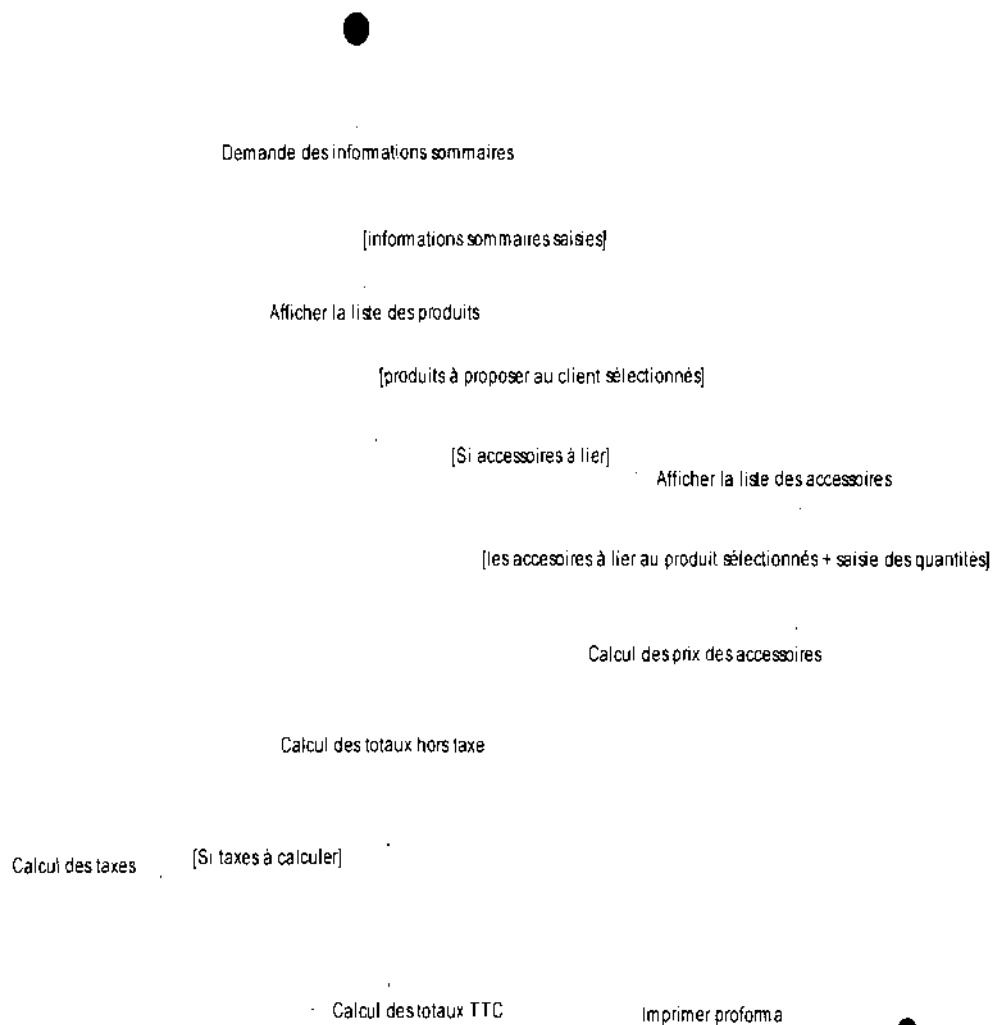 Demande des informations sommaires
[informations sommaires saisies]
Afficher la liste des produits
[produits à proposer au client sélectionnés]
[Si accessoires à lier]
Afficher la liste des accessoires
[les accesoires à lier au produit sélectionnés + saisie des quantités]
Calcul des prix des accessoires
Calcul des totaux hors taxe
Calcul des taxes
[Si taxes à calculer]
Calcul des totaux TTC
Imprimer proforma